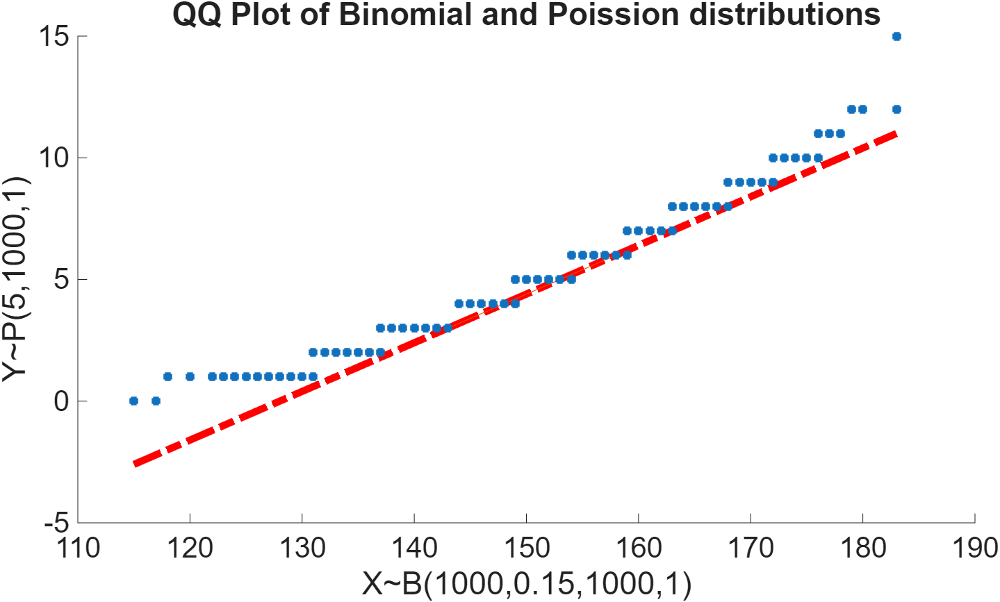 QQ Plot of Binomial and Poission distributions
15
10
5
0
-5
Y~P(5,1000,1)
110 120 130 140 150 160 170 180 190
X~B(1000,0.15,1000,1)